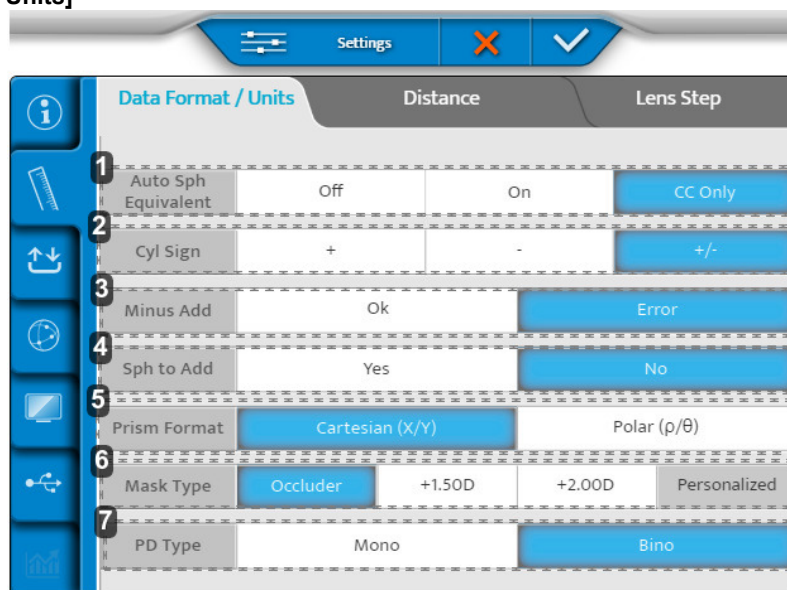 Units]
Settings
Data Format / Units Distance Lens Step
1
Auto Sph Off On CC Only
Equivalent
2
Cyl Sign + - +/-
3
Minus Add Ok Error
4
Sph to Add Yes No
5
Prism Format Cartesian (X/Y) Polar (ρ/θ)
6
Mask Type Occluder +1.50D +2.00D Personalized
7
PD Type Mono Bino